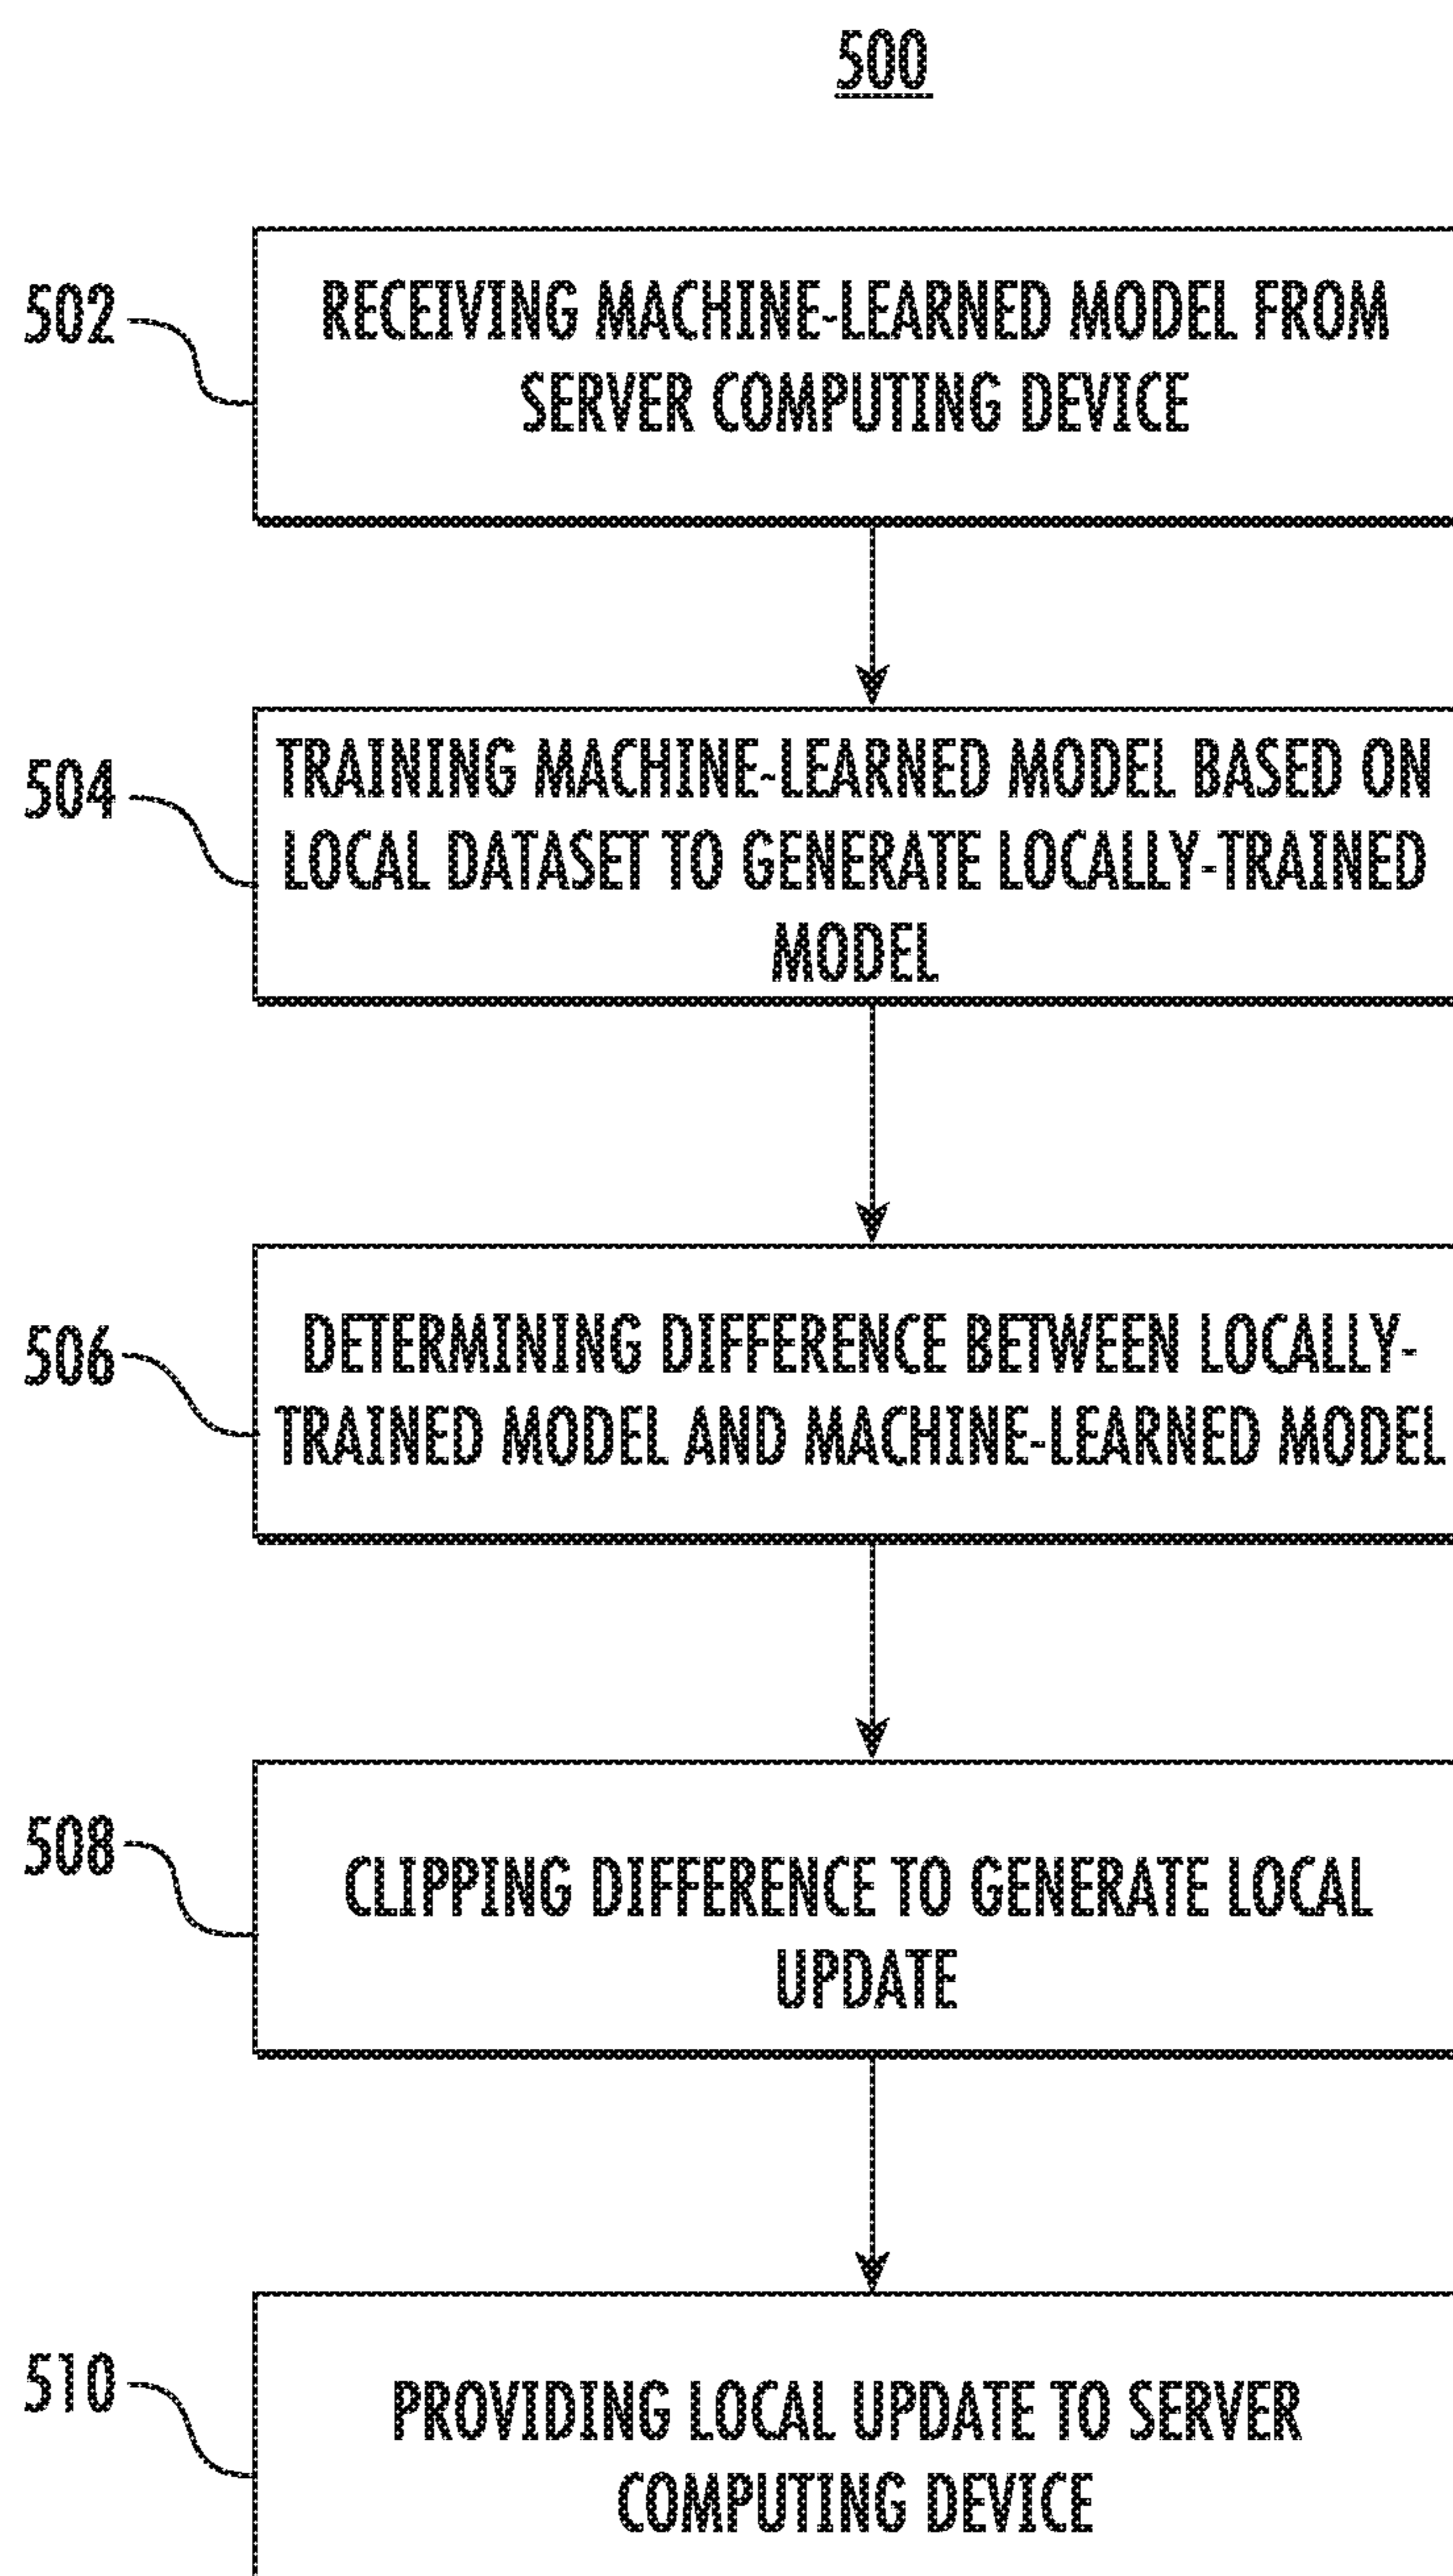 500
502
RECEIVING MACHINE-LEARNED MODEL FROM
SERVER COMPUTING DEVICE
504
TRAINING MACHINE-LEARNED MODEL BASED ON
LOCAL DATASET TO GENERATE LOCALLY-TRAINED
MODEL
506
DETERMINING DIFFERENCE BETWEEN LOCALLY-
TRAINED MODEL AND MACHINE-LEARNED MODEL
508
CLIPPING DIFFERENCE TO GENERATE LOCAL
UPDATE
510
PROVIDING LOCAL UPDATE TO SERVER
COMPUTING DEVICE